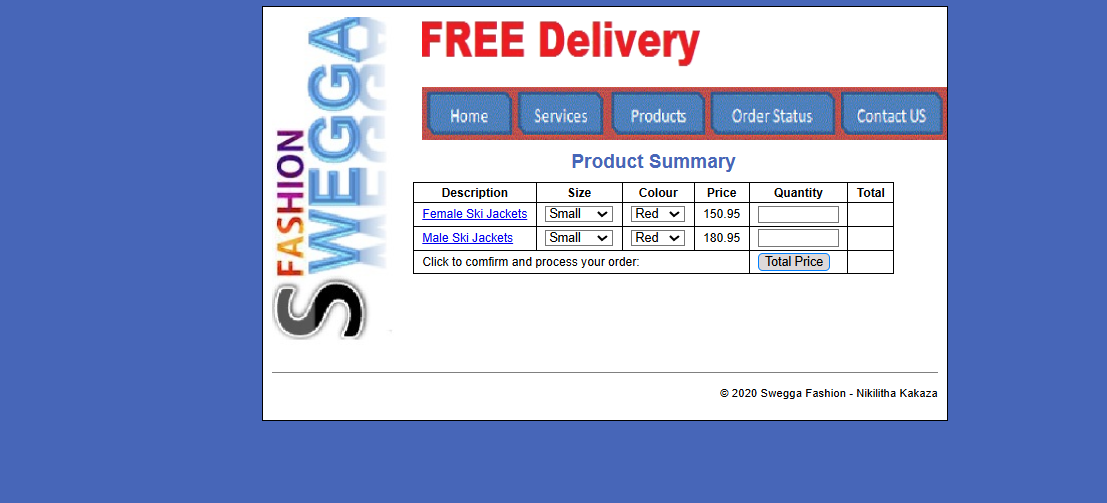 FASHION
SWEGGA
FREE Delivery
Home Services Products Order Status Contact US
Product Summary
Description Size Colour Price Quantity Total
Female Ski Jackets Small Red 150.95
Male Ski Jackets Small Red 180.95
Click to comfirm and process your order: Total Price
© 2020 Swegga Fashion - Nikilitha Kakaza